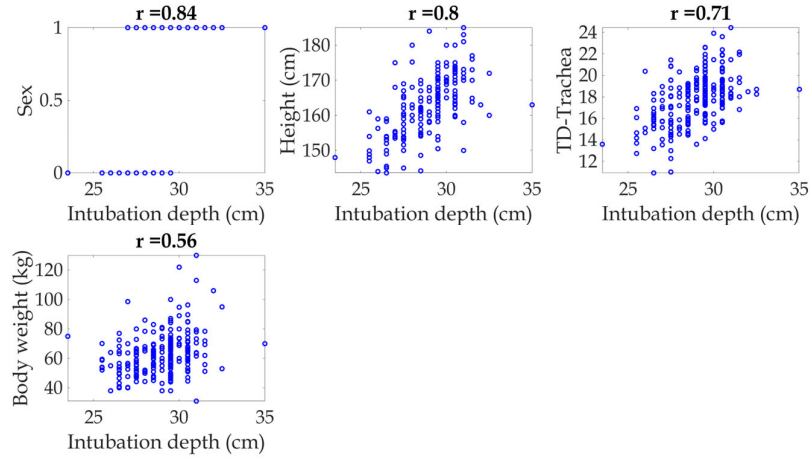 r =0.84
1
0.5
0
Sex
25 30 35
Intubation depth (cm)
r =0.8
180
170
160
150
Height (cm)
25 30 35
Intubation depth (cm)
r =0.71
24
22
20
18
16
14
12
TD-Trachea
25 30 35
Intubation depth (cm)
r =0.56
120
100
80
60
40
Body weight (kg)
25 30 35
Intubation depth (cm)